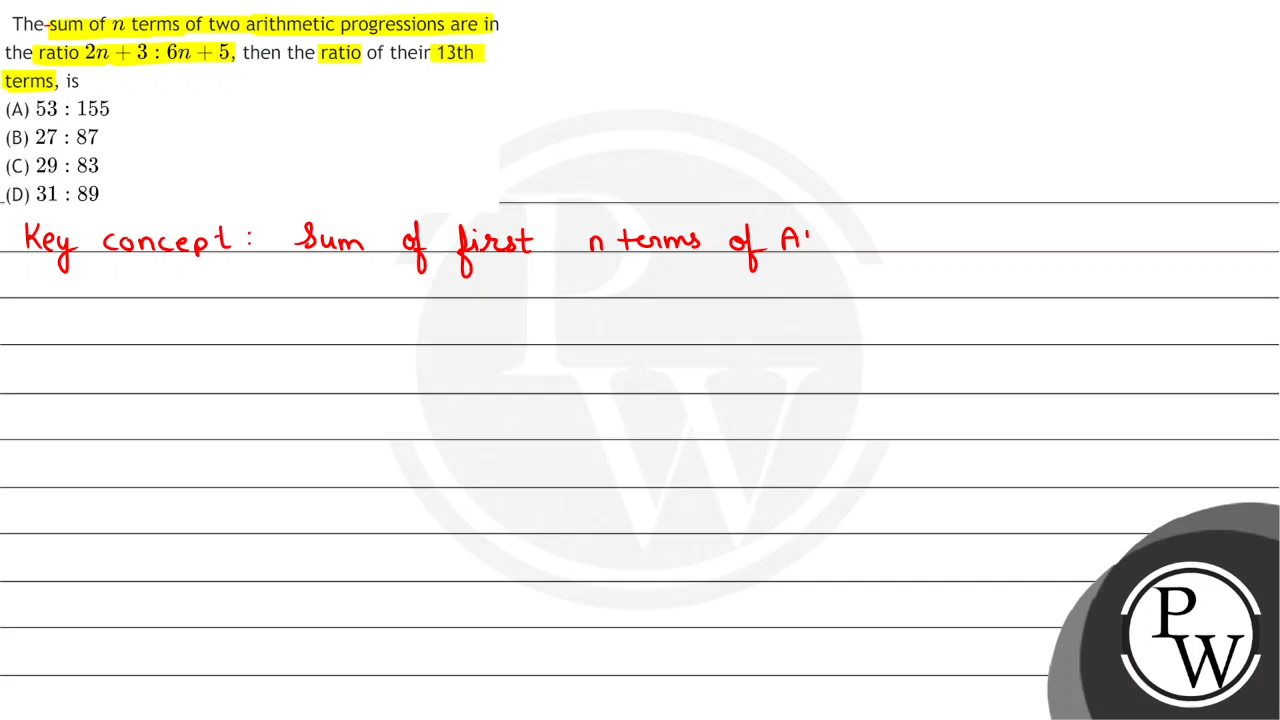 The sum of n terms of two arithmetic progressions are in
the ratio 2n + 3 : 6n + 5, then the ratio of their 13th
terms, is
(A) 53 : 155
(B) 27 : 87
(C) 29 : 83
(D) 31 : 89
Key concept: Sum of first n terms of A
P
W
P
W